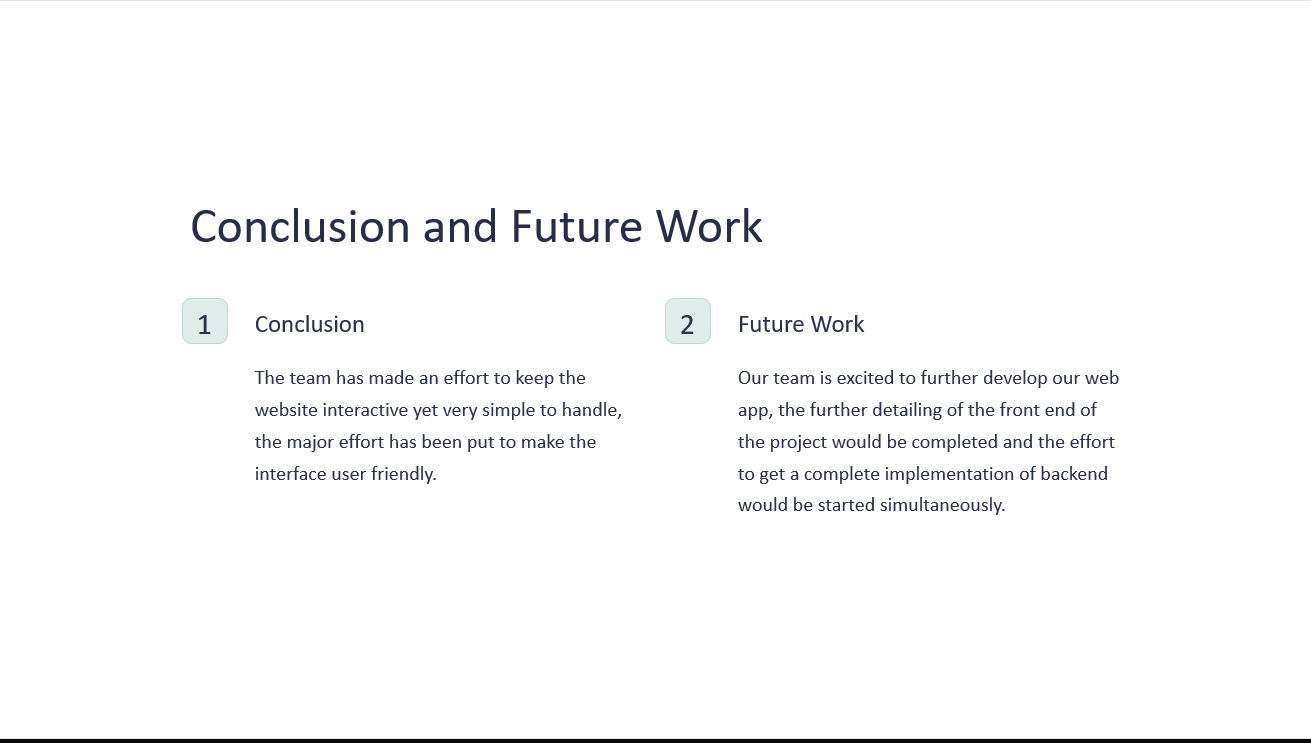 Conclusion and Future Work
1
Conclusion
The team has made an effort to keep the
website interactive yet very simple to handle,
the major effort has been put to make the
interface user friendly.
2
Future Work
Our team is excited to further develop our web
app, the further detailing of the front end of
the project would be completed and the effort
to get a complete implementation of backend
would be started simultaneously.